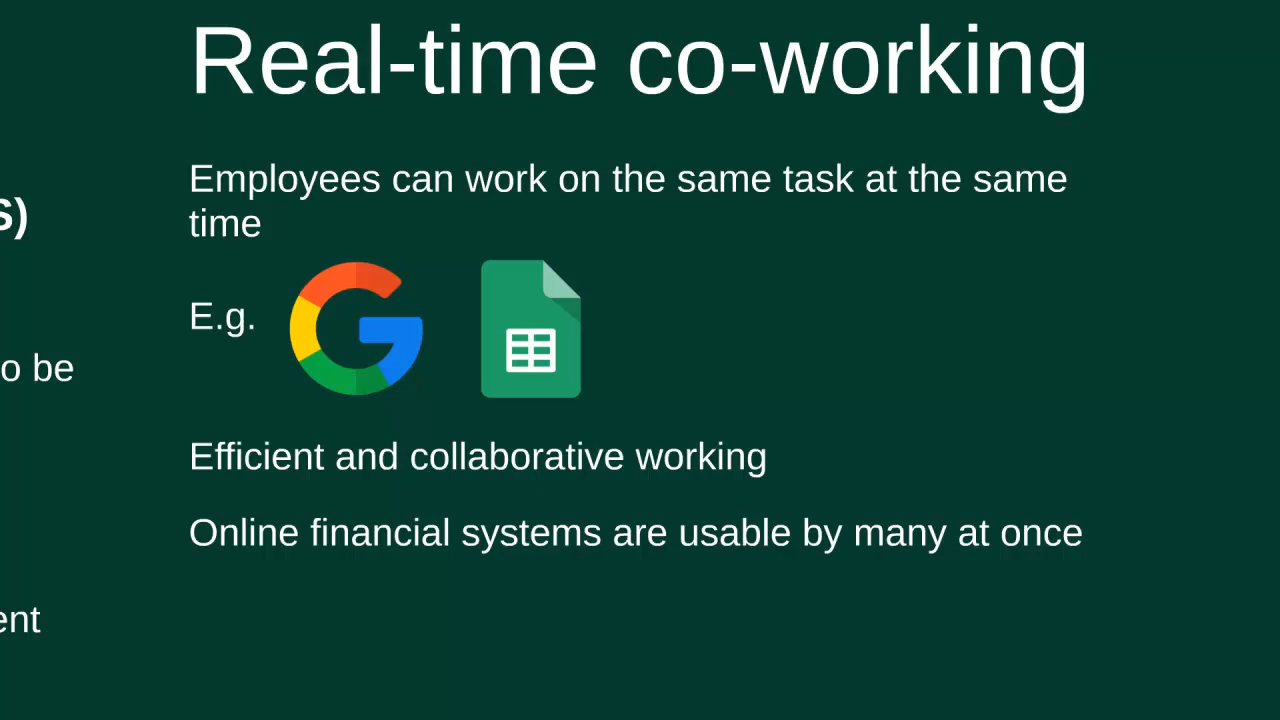 Real-time co-working
Employees can work on the same task at the same
time
S)
E.g.
o be
Efficient and collaborative working
Online financial systems are usable by many at once
ent